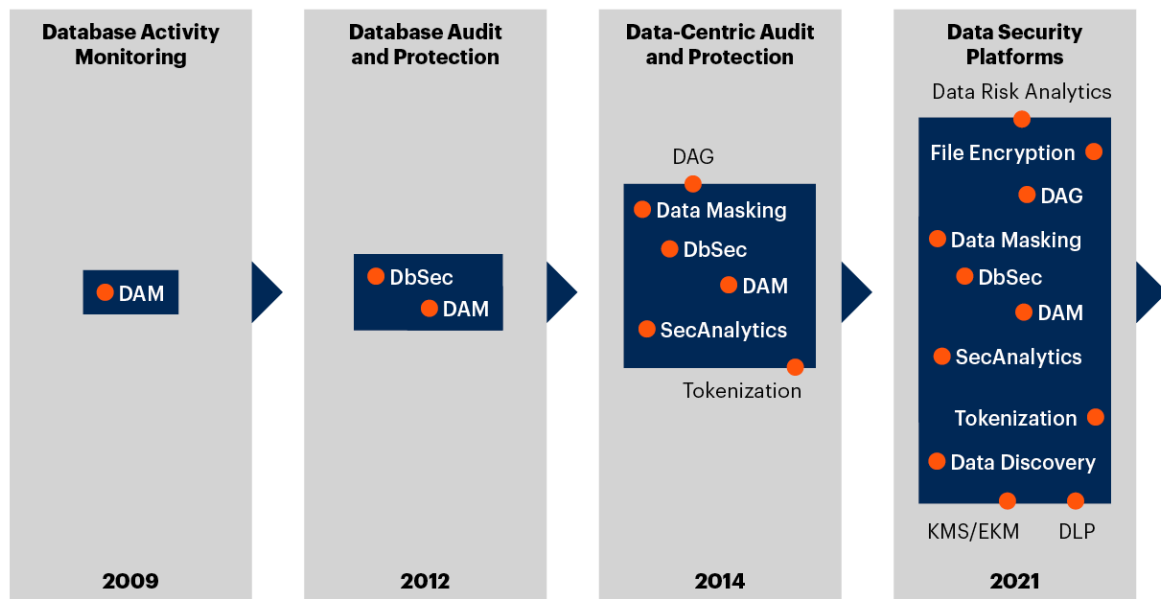 Database Activity
Monitoring
DAM
2009
Database Audit
and Protection
DbSec
DAM
2012
Data-Centric Audit
and Protection
DAG
Data Masking
DbSec
DAM
SecAnalytics
Tokenization
2014
Data Security
Platforms
Data Risk Analytics
File Encryption
DAG
Data Masking
DbSec
DAM
SecAnalytics
Tokenization
Data Discovery
KMS/EKM DLP
2021